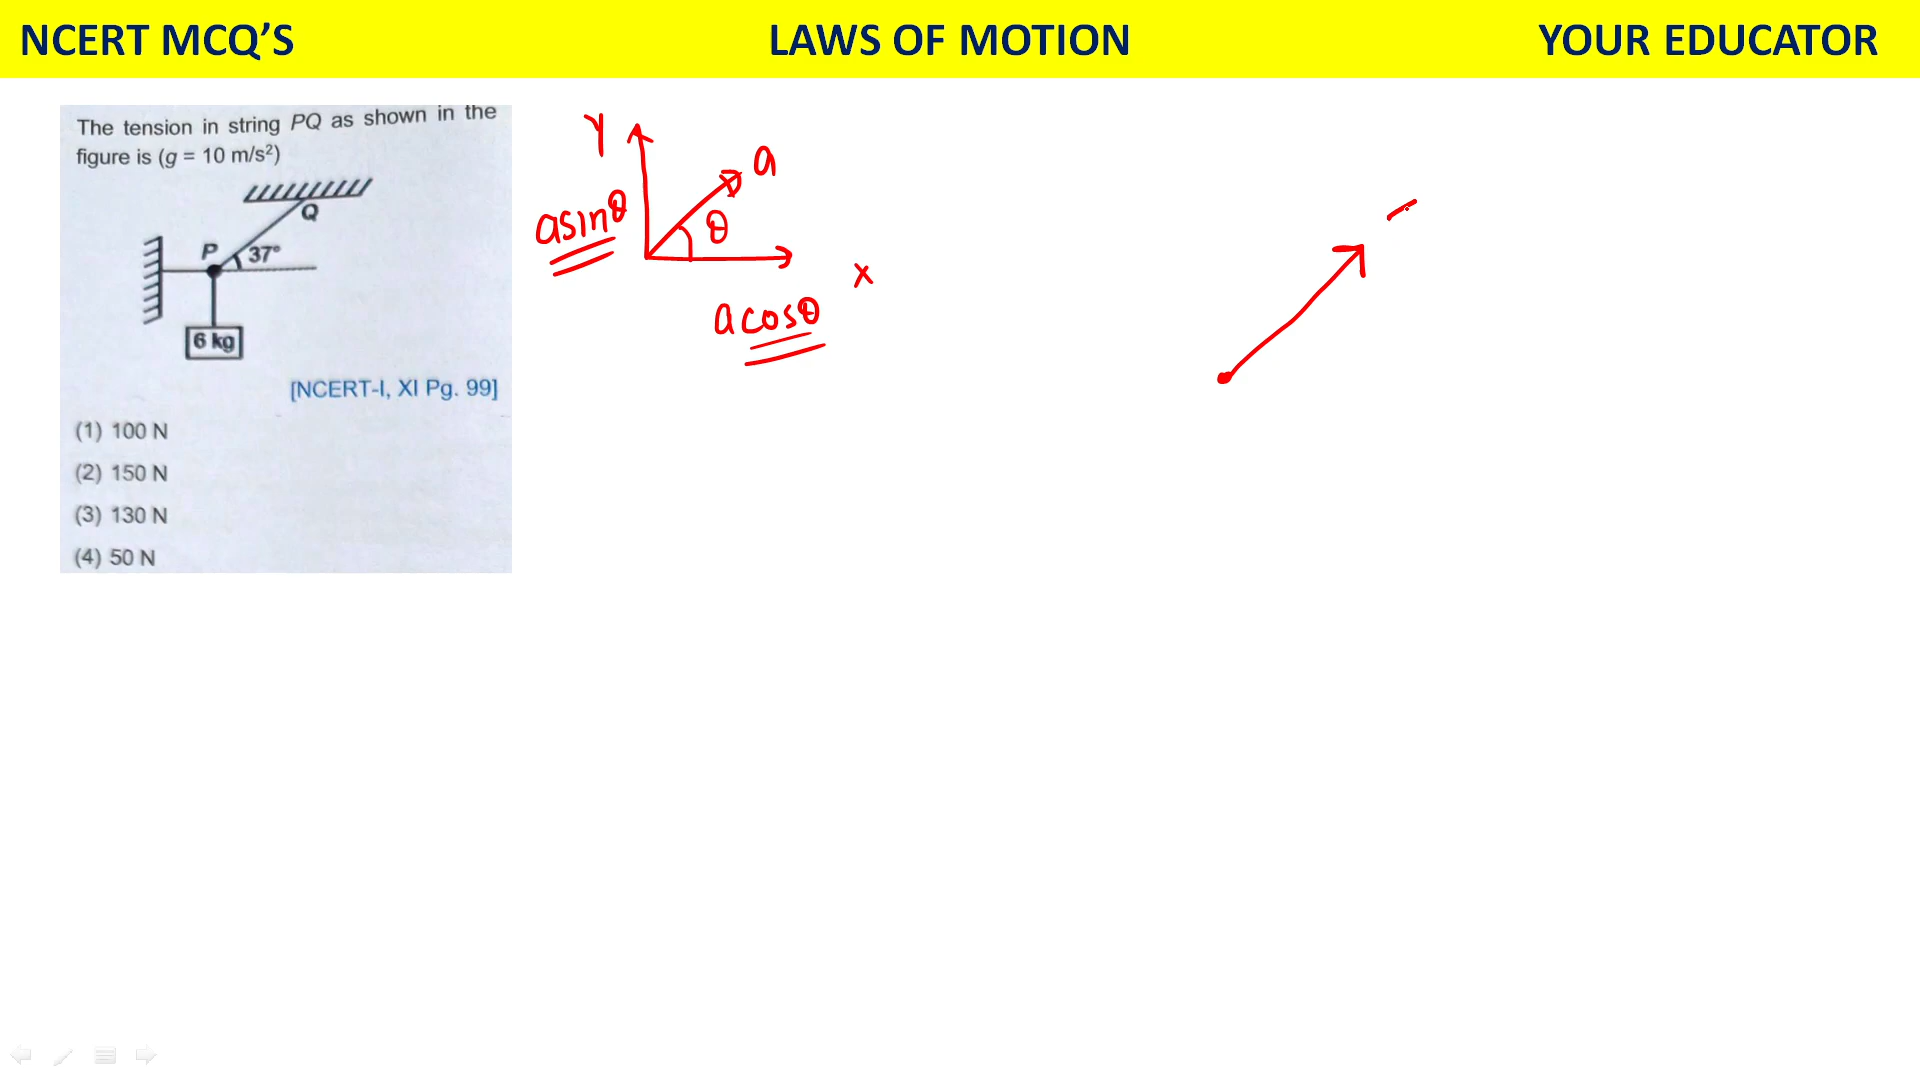 NCERT MCQ’S LAWS OF MOTION YOUR EDUCATOR
The tension in string PQ as shown in the
figure is (g = 10 m/s²)
Q
P
37°
6 kg
[NCERT-I, XI Pg. 99]
(1) 100 N
(2) 150 N
(3) 130 N
(4) 50 N
Y
a
θ
asinθ
x
acosθ